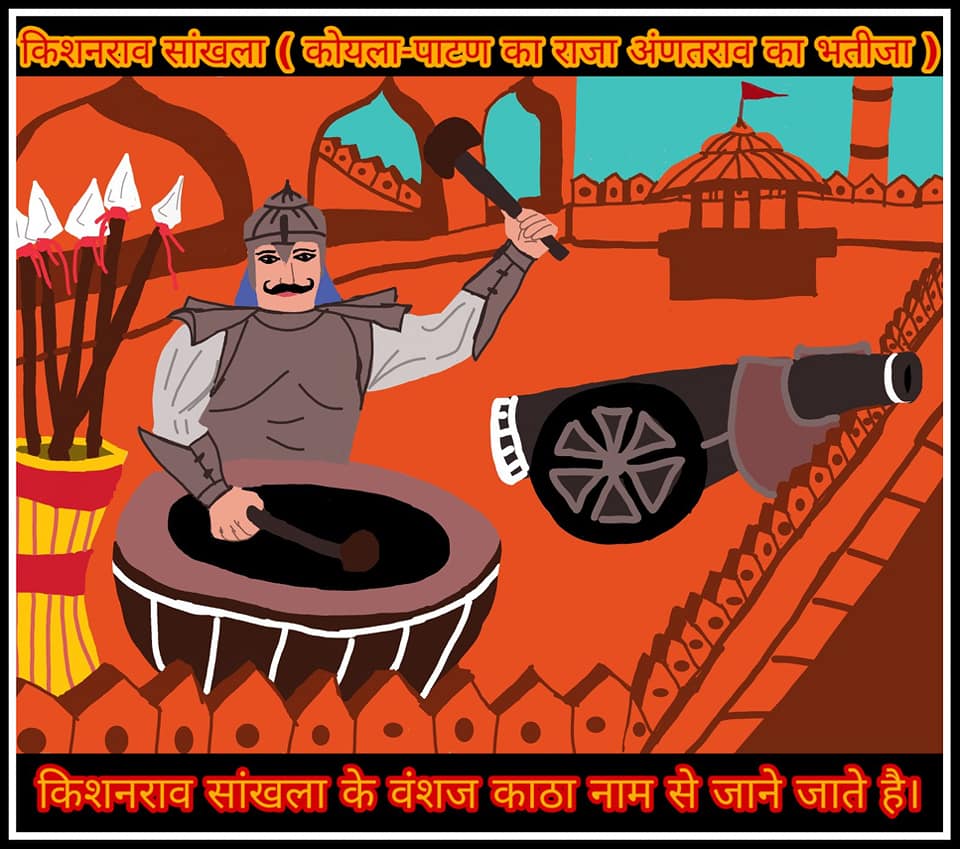 किशनराव सांखला ( कोयला-पाटण का राजा अंणतराव का भतीजा )
किशनराव सांखला के वंशज काठा नाम से जाने जाते है।